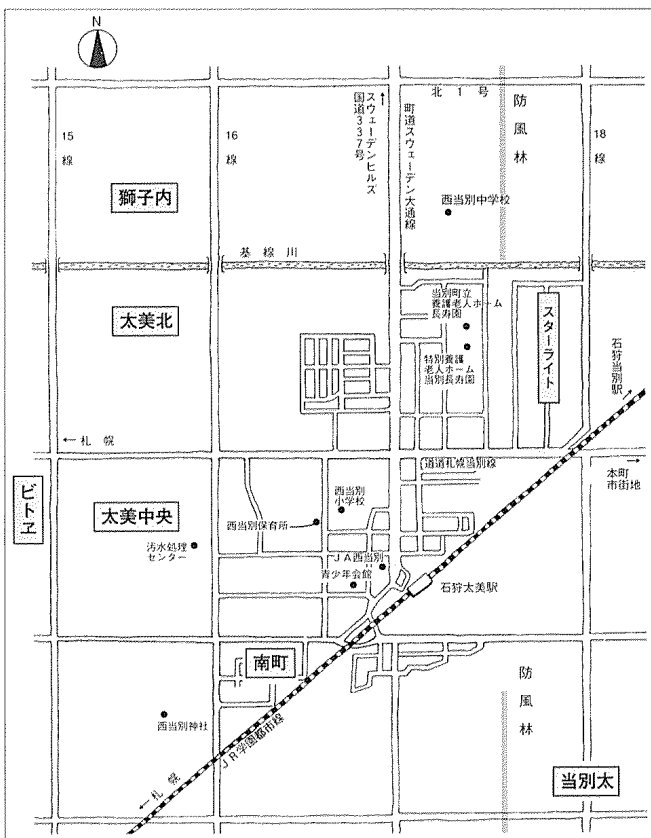 N
スウェーデンヒルズ
国道337号
町道スウェーデン大通線
北1号
防風林
15線
16線
18線
獅子内
西当別中学校
基線川
太美北
当別町立
養護老人ホーム
長寿園
スターライト
特別養護
老人ホーム
当別長寿園
石狩当別駅
←札幌
道道札幌当別線
本町
市街地
ビトヱ
太美中央
西当別
小学校
西当別保育所
汚水処理
センター
JA西当別
青少年会館
石狩太美駅
南町
防風林
西当別神社
JR学園都市線
←札幌
当別太